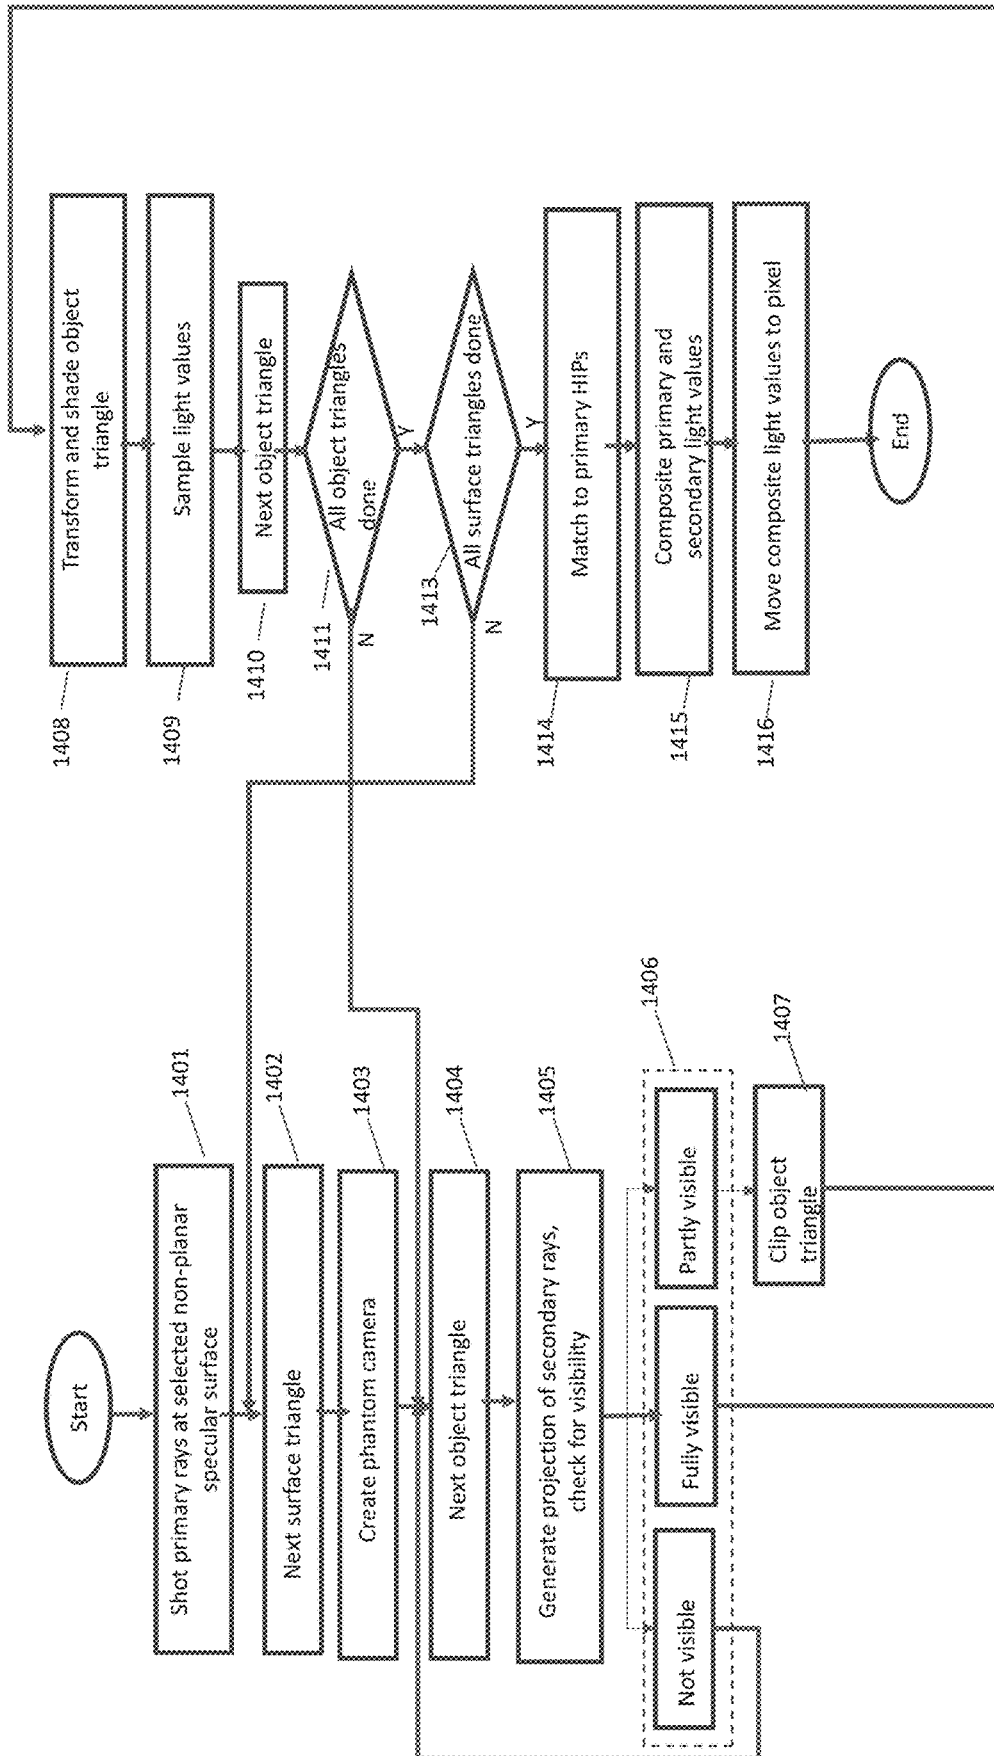 Start
Shot primary rays at selected non-planar
specular surface
1401
Next surface triangle
1402
Create phantom camera
1403
Next object triangle
1404
Generate projection of secondary rays,
check for visibility
1405
Not visible
Fully visible
Partly visible
1406
Clip object
triangle
1407
Transform and shade object
triangle
1408
Sample light values
1409
Next object triangle
1410
All object triangles
done
1411
N
Y
All surface triangles done
1413
N
Y
Match to primary HIPs
1414
Composite primary and
secondary light values
1415
Move composite light values to pixel
1416
End